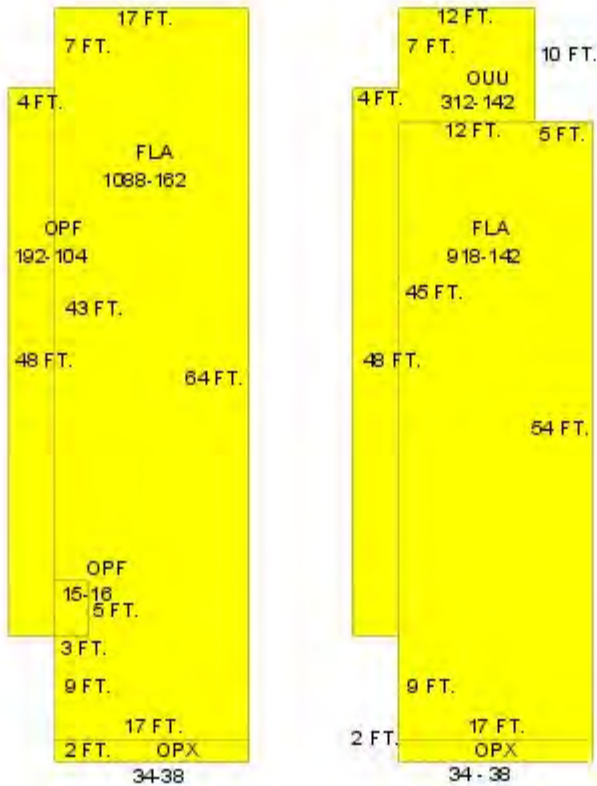 17 FT.
7 FT.
4 FT.
FLA
1088-162
OPF
192-104
43 FT.
48 FT.
64 FT.
OPF
15-16
5 FT.
3 FT.
9 FT.
17 FT.
2 FT. OPX
34-38
12 FT.
7 FT.
10 FT.
OUU
4 FT.
312-142
12 FT.
5 FT.
FLA
918-142
45 FT.
48 FT.
54 FT.
9 FT.
17 FT.
2 FT.
OPX
34 - 38